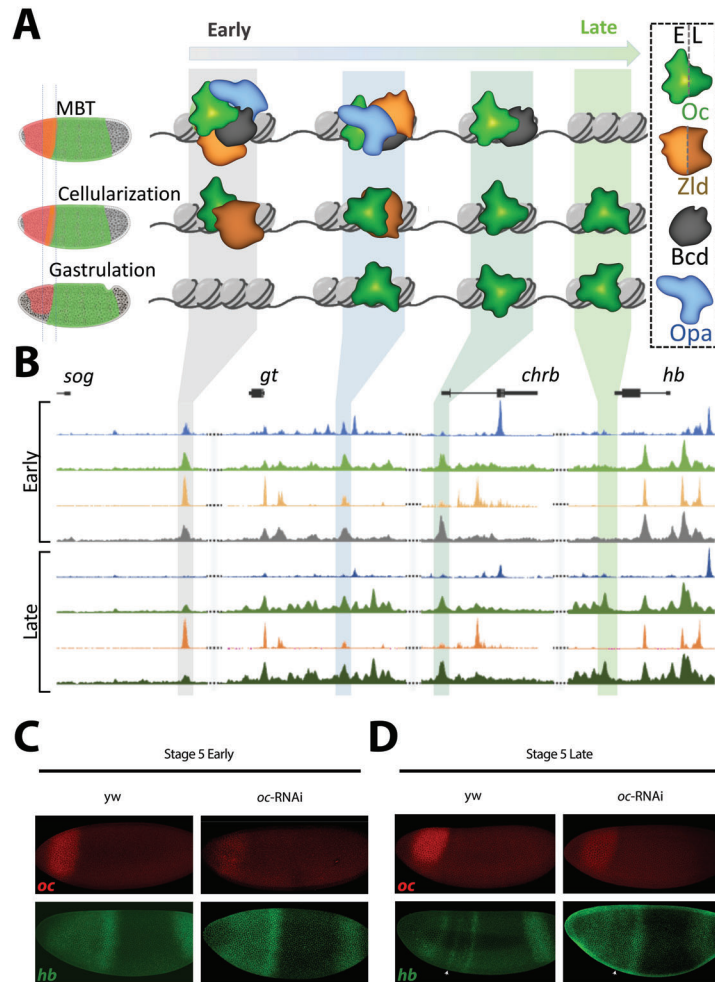 A
Early
Late
E L
MBT
Oc
Cellularization
Zld
Gastrulation
Bcd
Opa
B
sog
gt
chrb
hb
Early
Late
C
D
Stage 5 Early
Stage 5 Late
yw
oc-RNAi
yw
oc-RNAi
oc
oc
hb
hb